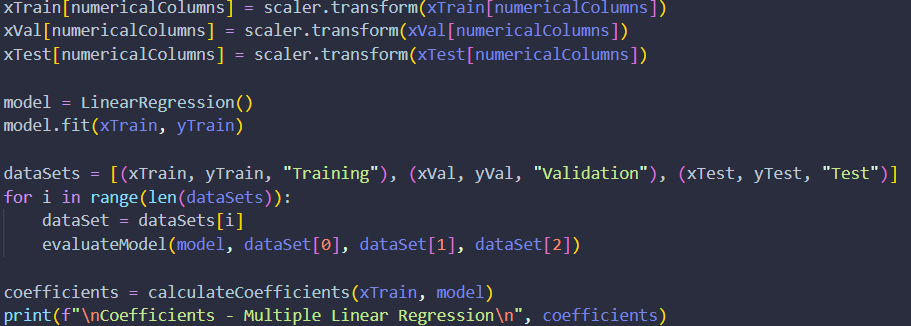 xTrain[numericalColumns] = scaler.transform(xTrain[numericalColumns])
xVal[numericalColumns] = scaler.transform(xVal[numericalColumns])
xTest[numericalColumns] = scaler.transform(xTest[numericalColumns])
model = LinearRegression()
model.fit(xTrain, yTrain)
dataSets = [(xTrain, yTrain, "Training"), (xVal, yVal, "Validation"), (xTest, yTest, "Test")]
for i in range(len(dataSets)):
    dataSet = dataSets[i]
    evaluateModel(model, dataSet[0], dataSet[1], dataSet[2])
coefficients = calculateCoefficients(xTrain, model)
print(f"\nCoefficients - Multiple Linear Regression\n", coefficients)